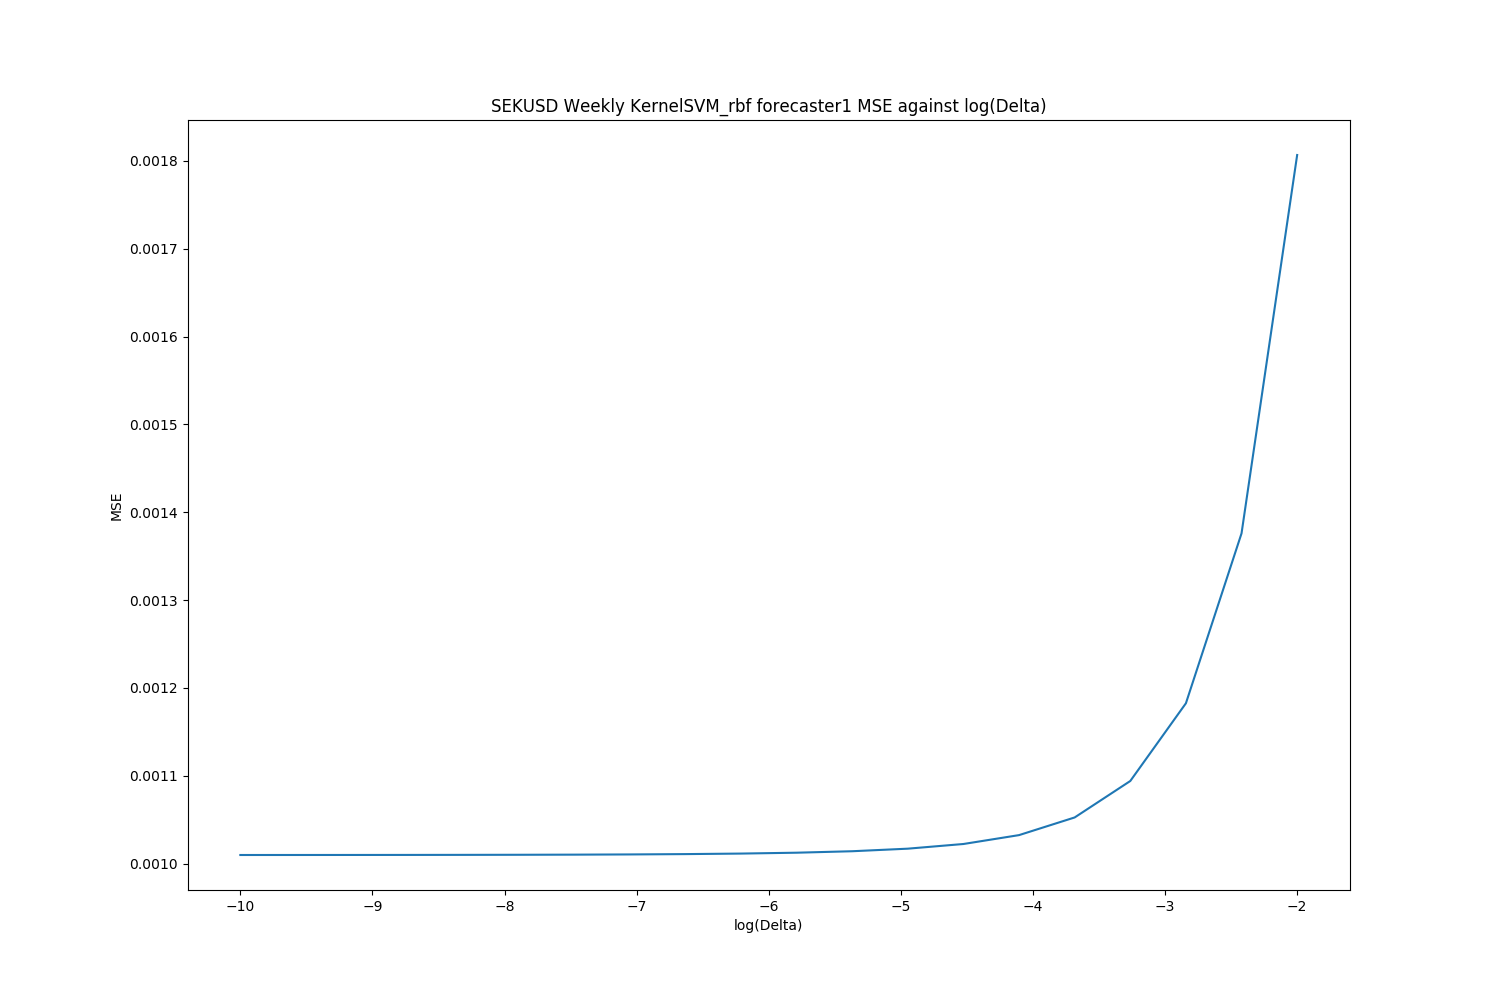 SEKUSD Weekly KernelSVM_rbf forecaster1 MSE against log(Delta)
0.0018
0.0017
0.0016
0.0015
0.0014
MSE
0.0013
0.0012
0.0011
0.0010
−10 −9 −8 −7 −6 −5 −4 −3 −2
log(Delta)